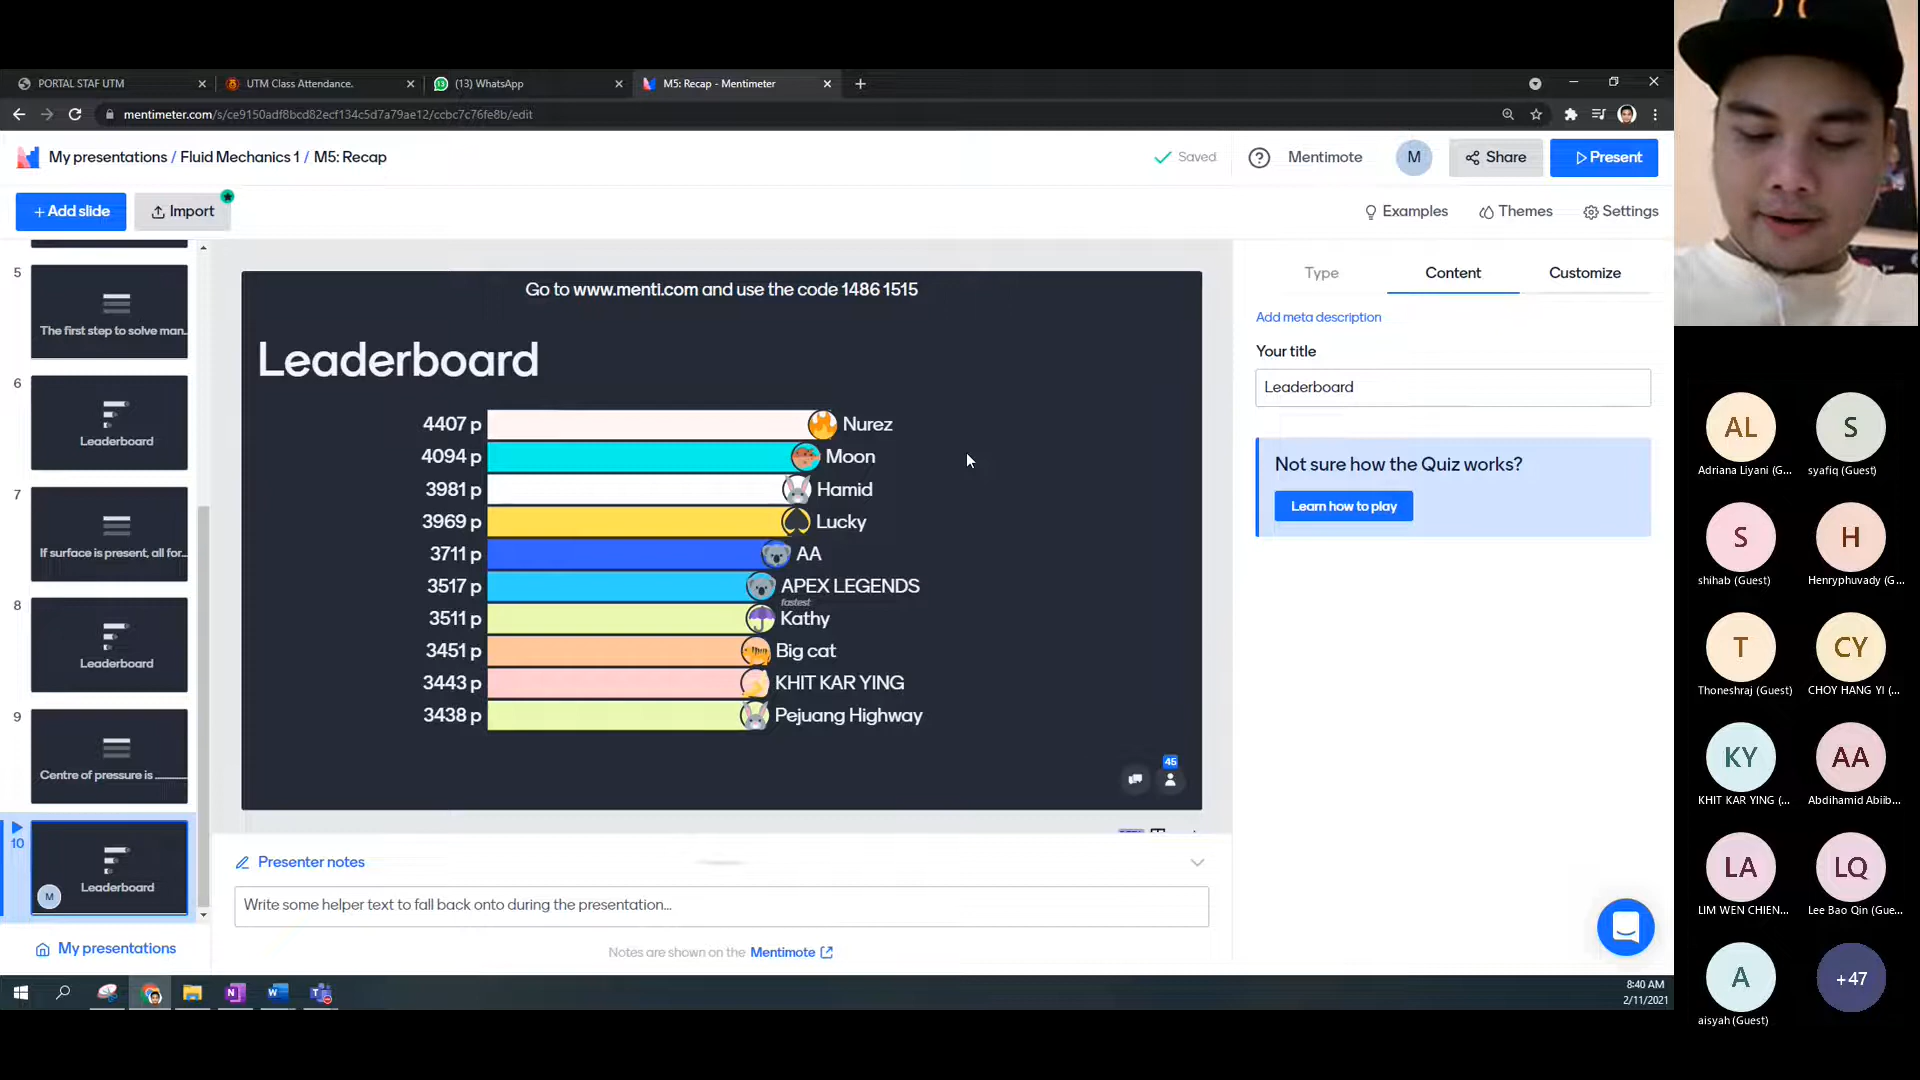 PORTAL STAF UTM
UTM Class Attendance.
(13) WhatsApp
M5: Recap - Mentimeter
mentimeter.com/s/ce9150adf8bcd82ecf134c5d7a79ae12/ccbc7c76fe8b/edit
My presentations / Fluid Mechanics 1 / M5: Recap
Saved
Mentimote
M
Share
Present
+ Add slide
Import
Examples
Themes
Settings
5
The first step to solve man..
6
Leaderboard
7
If surface is present, all for..
8
Leaderboard
9
Centre of pressure is ____
10
Leaderboard
M
My presentations
Go to www.menti.com and use the code 1486 1515
Leaderboard
4407 p Nurez
4094 p Moon
3981 p Hamid
3969 p Lucky
3711 p AA
3517 p APEX LEGENDS
fastest
3511 p Kathy
3451 p Big cat
3443 p KHIT KAR YING
3438 p Pejuang Highway
45
Presenter notes
Write some helper text to fall back onto during the presentation...
Notes are shown on the Mentimote
Type
Content
Customize
Add meta description
Your title
Leaderboard
Not sure how the Quiz works?
Learn how to play
8:40 AM
2/11/2021
AL
Adriana Liyani (G...
S
syafiq (Guest)
S
shihab (Guest)
H
Henryphuvady (G...
T
Thoneshraj (Guest)
CY
CHOY HANG YI (...
KY
KHIT KAR YING (...
AA
Abdihamid Abiib...
LA
LIM WEN CHIEN...
LQ
Lee Bao Qin (Gue...
A
aisyah (Guest)
+47